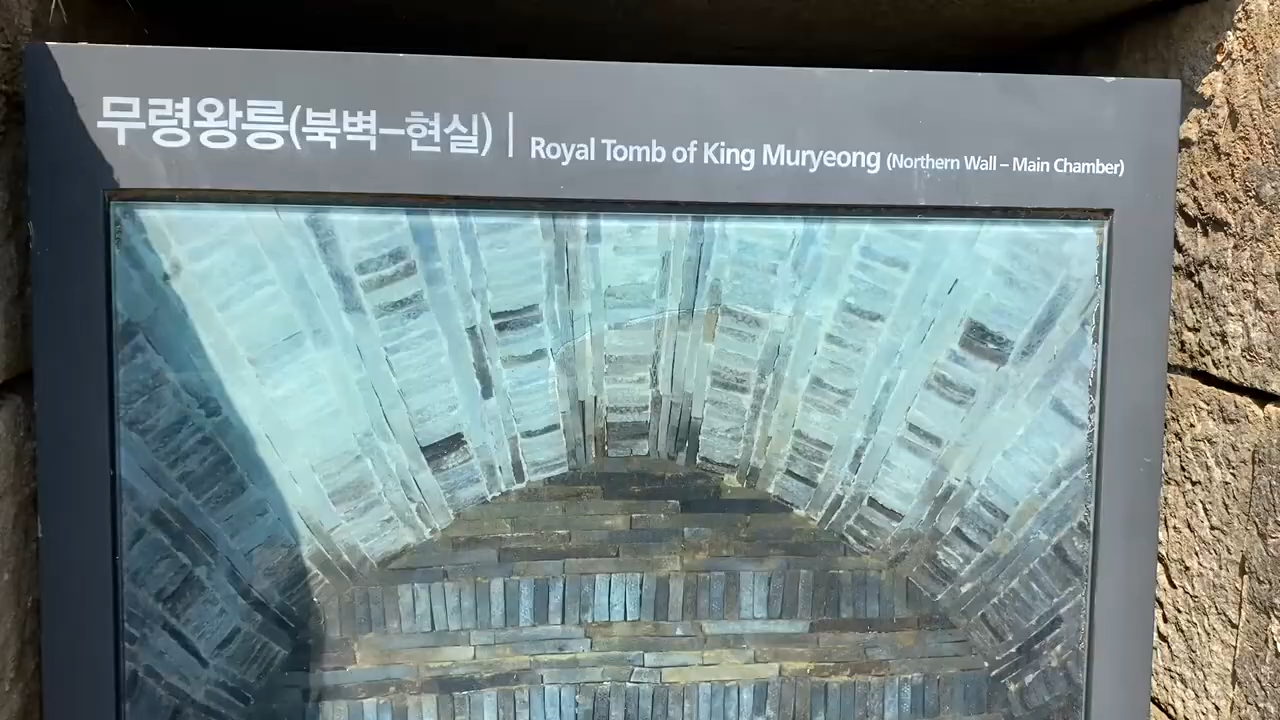 무령왕릉(북벽-현실) | Royal Tomb of King Muryeong (Northern Wall – Main Chamber)